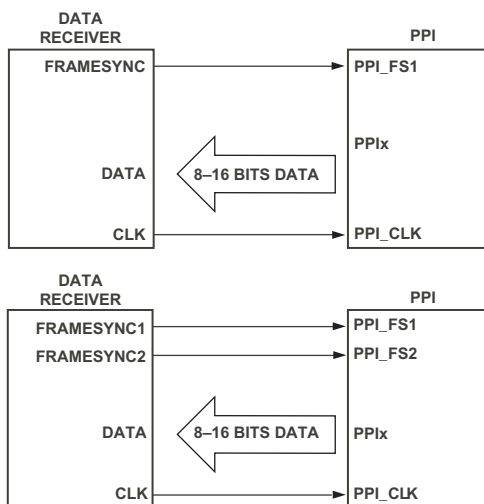 DATA
RECEIVER
PPI
FRAMESYNC
PPI_FS1
PPIx
DATA
8–16 BITS DATA
CLK
PPI_CLK
DATA
RECEIVER
PPI
FRAMESYNC1
PPI_FS1
FRAMESYNC2
PPI_FS2
DATA
8–16 BITS DATA
PPIx
CLK
PPI_CLK